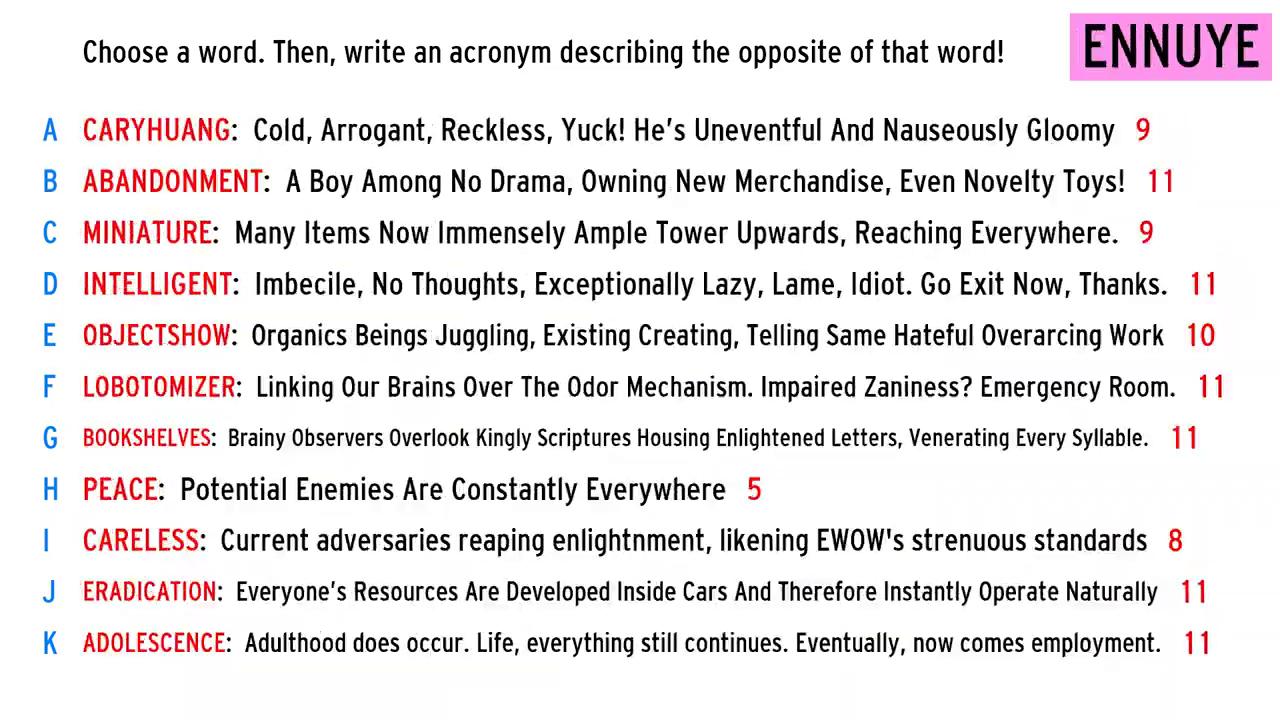 Choose a word. Then, write an acronym describing the opposite of that word!
ENNUYE
A CARYHUANG: Cold, Arrogant, Reckless, Yuck! He's Uneventful And Nauseously Gloomy 9
B ABANDONMENT: A Boy Among No Drama, Owning New Merchandise, Even Novelty Toys! 11
C MINIATURE: Many Items Now Immensely Ample Tower Upwards, Reaching Everywhere. 9
D INTELLIGENT: Imbecile, No Thoughts, Exceptionally Lazy, Lame, Idiot. Go Exit Now, Thanks. 11
E OBJECTSHOW: Organics Beings Juggling, Existing Creating, Telling Same Hateful Overarcing Work 10
F LOBOTOMIZER: Linking Our Brains Over The Odor Mechanism. Impaired Zaniness? Emergency Room. 11
G BOOKSHELVES: Brainy Observers Overlook Kingly Scriptures Housing Enlightened Letters, Venerating Every Syllable. 11
H PEACE: Potential Enemies Are Constantly Everywhere 5
I CARELESS: Current adversaries reaping enlightnment, likening EWOW's strenuous standards 8
J ERADICATION: Everyone's Resources Are Developed Inside Cars And Therefore Instantly Operate Naturally 11
K ADOLESCENCE: Adulthood does occur. Life, everything still continues. Eventually, now comes employment. 11